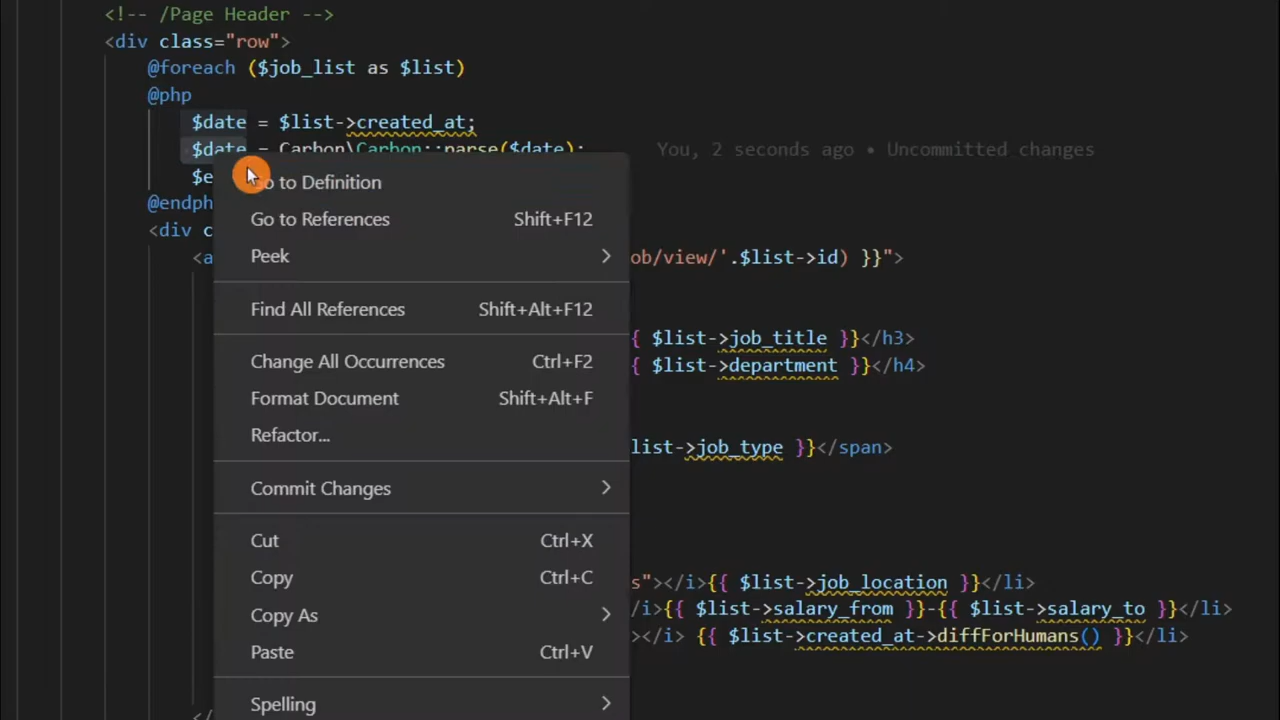 <!-- /Page Header -->
<div class="row">
@foreach ($job_list as $list)
@php
$date = $list->created_at;
$date = Carbon\Carbon::parse($date); You, 2 seconds ago • Uncommitted changes
$e
to Definition
@endph
Go to References Shift+F12
<div c
Peek >
<a ob/view/'.$list->id) }}">
Find All References Shift+Alt+F12
{ $list->job_title }}</h3>
Change All Occurrences Ctrl+F2
{ $list->department }}</h4>
Format Document Shift+Alt+F
Refactor...
list->job_type }}</span>
Commit Changes >
Cut Ctrl+X
Copy Ctrl+C
s"></i>{{ $list->job_location }}</li>
Copy As >
/i>{{ $list->salary_from }}-{{ $list->salary_to }}</li>
></i> {{ $list->created_at->diffForHumans() }}</li>
Paste Ctrl+V
Spelling >
</